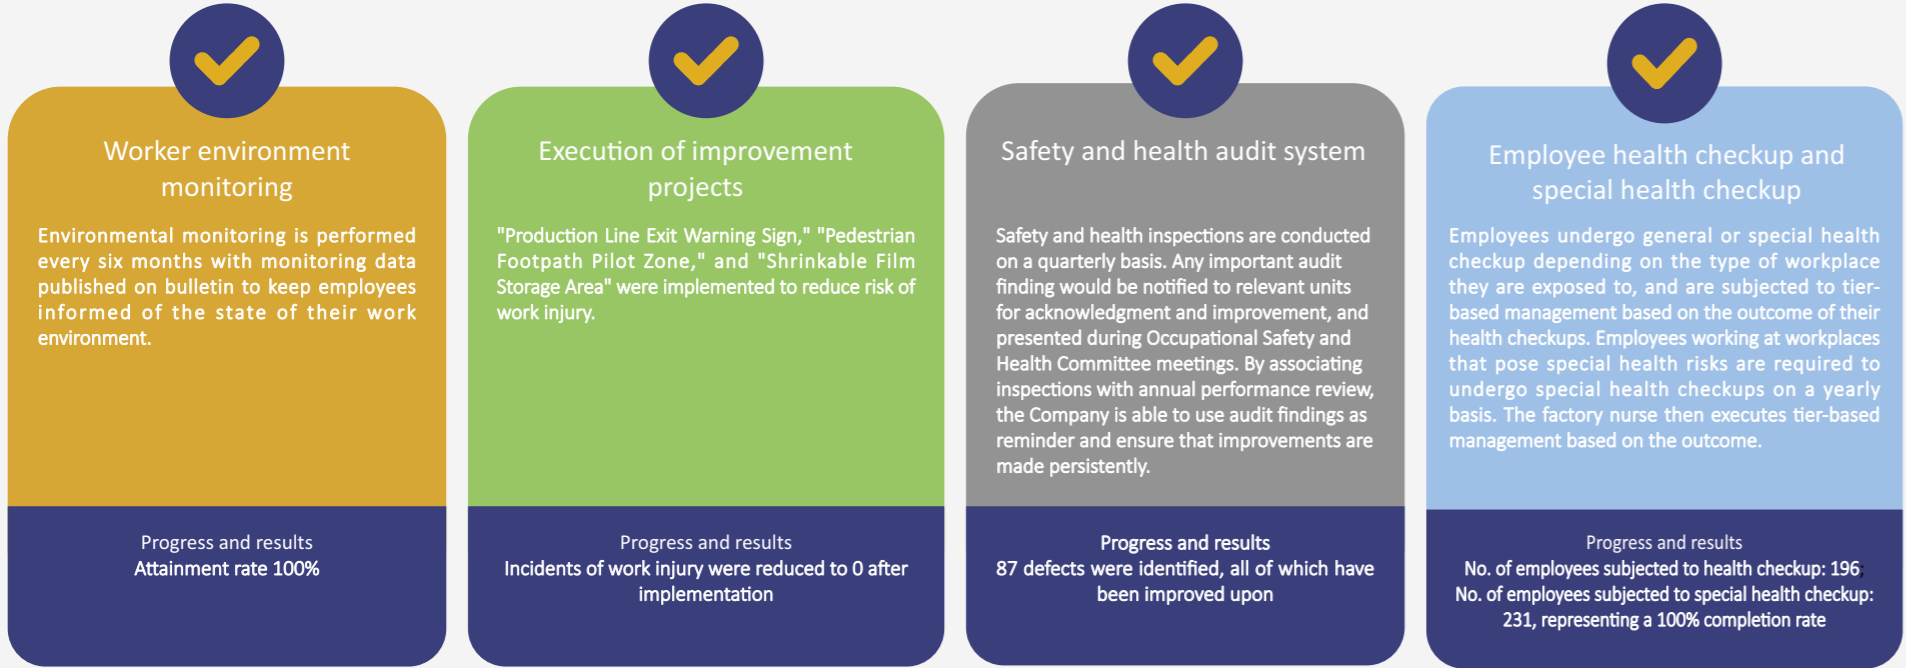 Worker environment
monitoring
Environmental monitoring is performed
every six months with monitoring data
published on bulletin to keep employees
informed of the state of their work
environment.
Progress and results
Attainment rate 100%
Execution of improvement
projects
"Production Line Exit Warning Sign," "Pedestrian
Footpath Pilot Zone," and "Shrinkable Film
Storage Area" were implemented to reduce risk of
work injury.
Progress and results
Incidents of work injury were reduced to 0 after
implementation
Safety and health audit system
Safety and health inspections are conducted
on a quarterly basis. Any important audit
finding would be notified to relevant units
for acknowledgment and improvement, and
presented during Occupational Safety and
Health Committee meetings. By associating
inspections with annual performance review,
the Company is able to use audit findings as
reminder and ensure that improvements are
made persistently.
Progress and results
87 defects were identified, all of which have
been improved upon
Employee health checkup and
special health checkup
Employees undergo general or special health
checkup depending on the type of workplace
they are exposed to, and are subjected to tier-
based management based on the outcome of their
health checkups. Employees working at workplaces
that pose special health risks are required to
undergo special health checkups on a yearly
basis. The factory nurse then executes tier-based
management based on the outcome.
Progress and results
No. of employees subjected to health checkup: 196;
No. of employees subjected to special health checkup:
231, representing a 100% completion rate